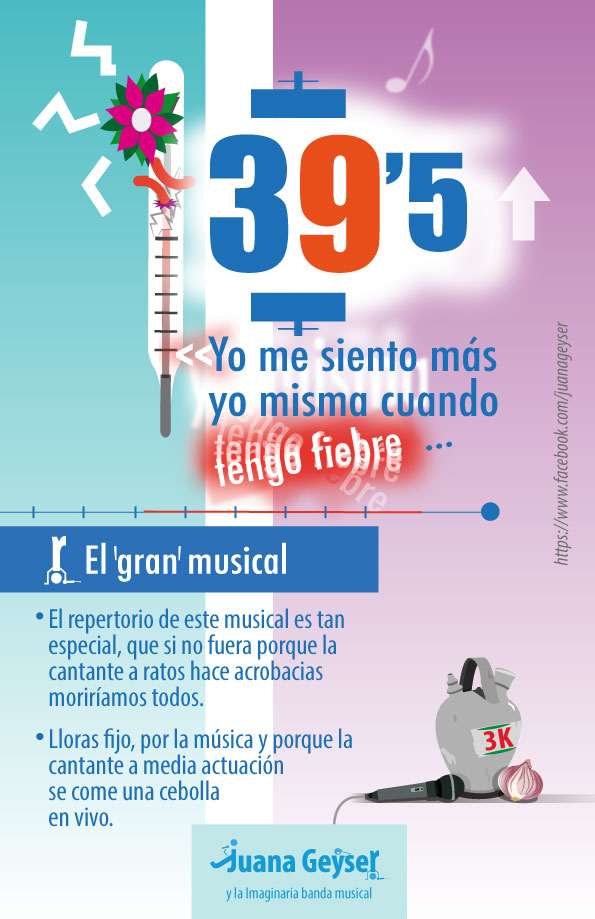 39'5
«Yo me siento más
yo misma cuando
tengo fiebre ...
https://www.facebook.com/juanageyser
El 'gran' musical
• El repertorio de este musical es tan
especial, que si no fuera porque la
cantante a ratos hace acrobacias
moriríamos todos.
• Lloras fijo, por la música y porque la
cantante a media actuación
se come una cebolla
en vivo.
3K
Juana Geyser
y la Imaginaria banda musical